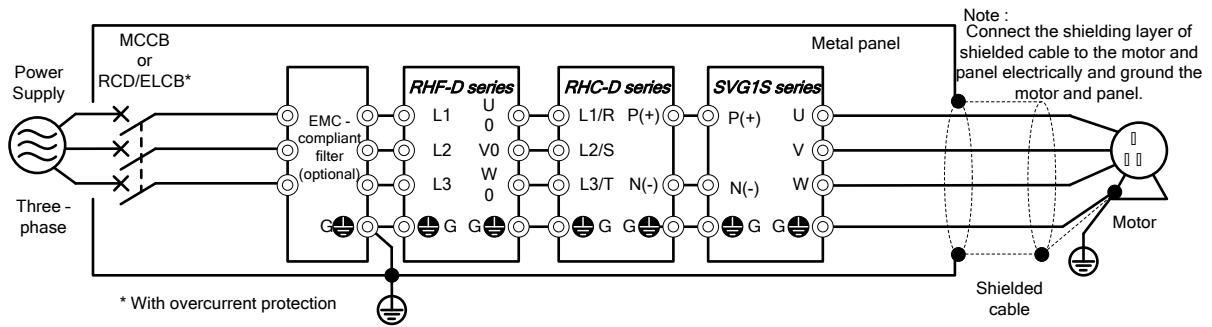 Note :
Connect the shielding layer of
shielded cable to the motor and
panel electrically and ground the
motor and panel.
MCCB
or
RCD/ELCB*
Metal panel
Power
Supply
Three -
phase
EMC -
compliant
filter
(optional)
G
RHF-D series
L1
L2
L3
G
U
0
V0
W
0
G
RHC-D series
L1/R
L2/S
L3/T
G
P(+)
N(-)
G
SVG1S series
P(+)
N(-)
G
U
V
W
G
Motor
Shielded
cable
* With overcurrent protection